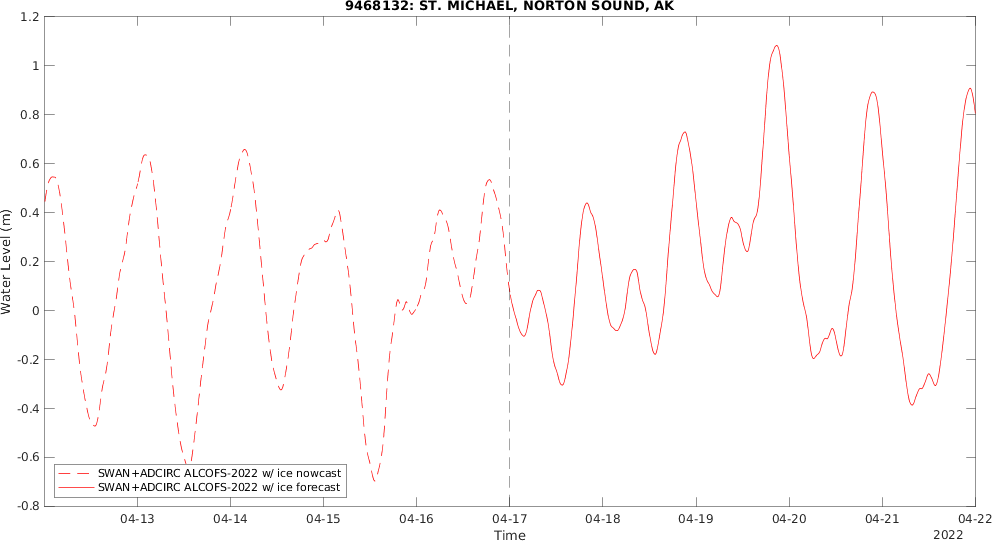 9468132: ST. MICHAEL, NORTON SOUND, AK
1.2
1
0.8
0.6
0.4
0.2
0
-0.2
-0.4
-0.6
-0.8
Water Level (m)
SWAN+ADCIRC ALCOFS-2022 w/ ice nowcast
SWAN+ADCIRC ALCOFS-2022 w/ ice forecast
04-13 04-14 04-15 04-16 04-17 04-18 04-19 04-20 04-21 04-22
Time
2022